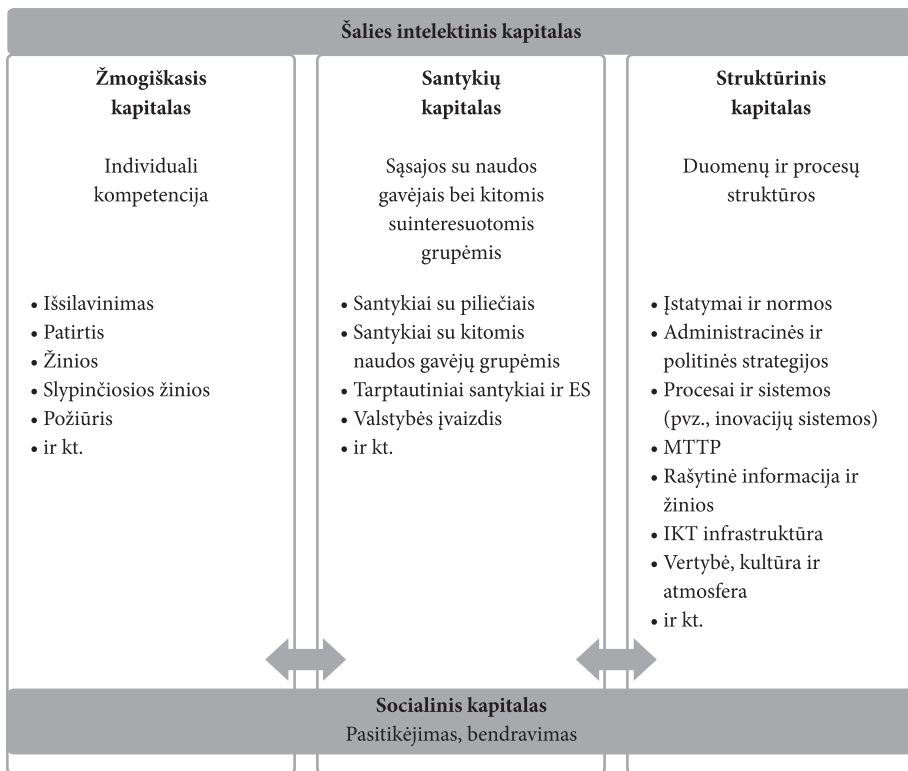 Šalies intelektinis kapitalas
Žmogiškasis
kapitalas
Individuali
kompetencija
• Išsilavinimas
• Patirtis
• Žinios
• Slypinčiosios žinios
• Požiūris
• ir kt.
Santykių
kapitalas
Sąsajos su naudos
gavėjais bei kitomis
suinteresuotomis
grupėmis
• Santykiai su piliečiais
• Santykiai su kitomis
naudos gavėjų grupėmis
• Tarptautiniai santykiai ir ES
• Valstybės įvaizdis
• ir kt.
Struktūrinis
kapitalas
Duomenų ir procesų
struktūros
• Įstatymai ir normos
• Administracinės ir
politinės strategijos
• Procesai ir sistemos
(pvz., inovacijų sistemos)
• MTTP
• Rašytinė informacija ir
žinios
• IKT infrastruktūra
• Vertybė, kultūra ir
atmosfera
• ir kt.
Socialinis kapitalas
Pasitikėjimas, bendravimas